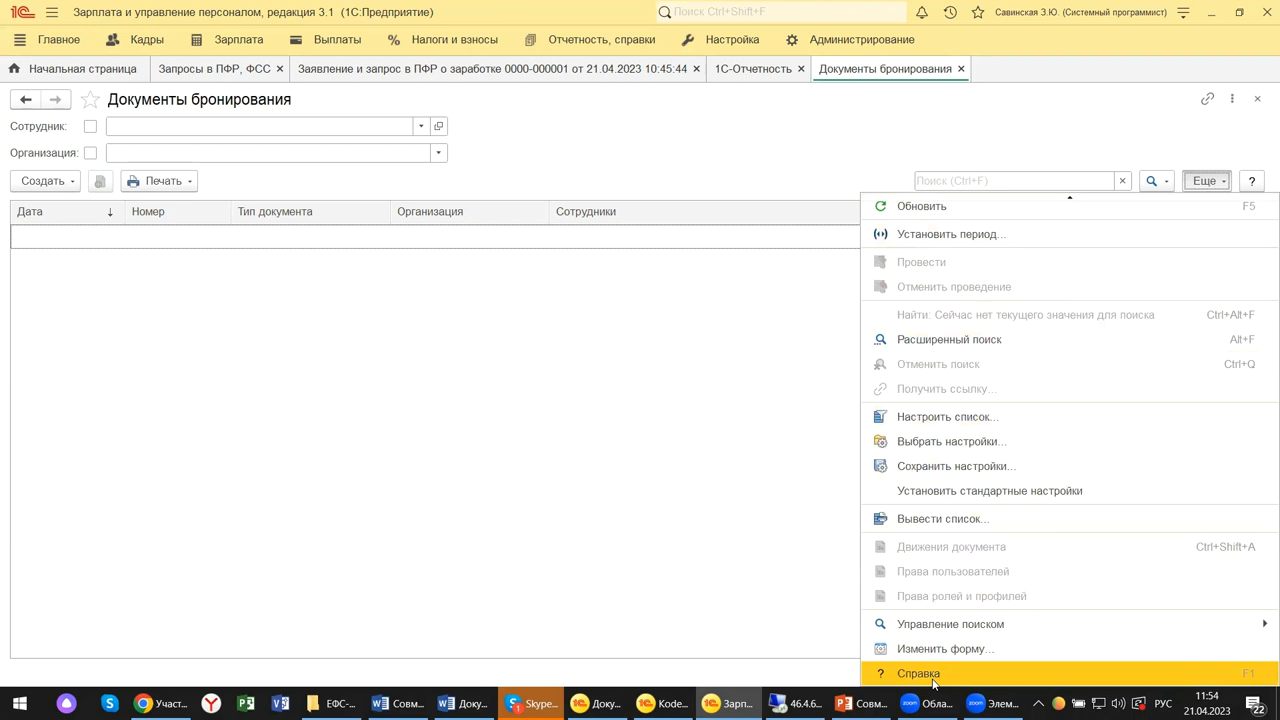 Зарплата и управление персоналом, редакция 3.1 (1С:Предприятие)
Поиск Ctrl+Shift+F
Савинская З.Ю. (Системный программист)
Главное
Кадры
Зарплата
Выплаты
Налоги и взносы
Отчетность, справки
Настройка
Администрирование
Начальная страница
Запросы в ПФР, ФСС
Заявление и запрос в ПФР о заработке 0000-000001 от 21.04.2023 10:45:44
1С-Отчетность
Документы бронирования
Документы бронирования
Сотрудник:
Организация:
Создать
Печать
Поиск (Ctrl+F)
Еще
?
Дата
Номер
Тип документа
Организация
Сотрудники
Обновить F5
Установить период...
Провести
Отменить проведение
Найти: Сейчас нет текущего значения для поиска Ctrl+Alt+F
Расширенный поиск Alt+F
Отменить поиск Ctrl+Q
Получить ссылку...
Настроить список...
Выбрать настройки...
Сохранить настройки...
Установить стандартные настройки
Вывести список...
Движения документа Ctrl+Shift+A
Права пользователей
Права ролей и профилей
Управление поиском
Изменить форму...
? Справка F1
Участ...
ЕФС-...
Совм...
Доку...
Skype...
Доку...
Kode...
Зарп...
46.4.6...
Совм...
Обла...
Элем...
РУС
11:54
21.04.2023
22